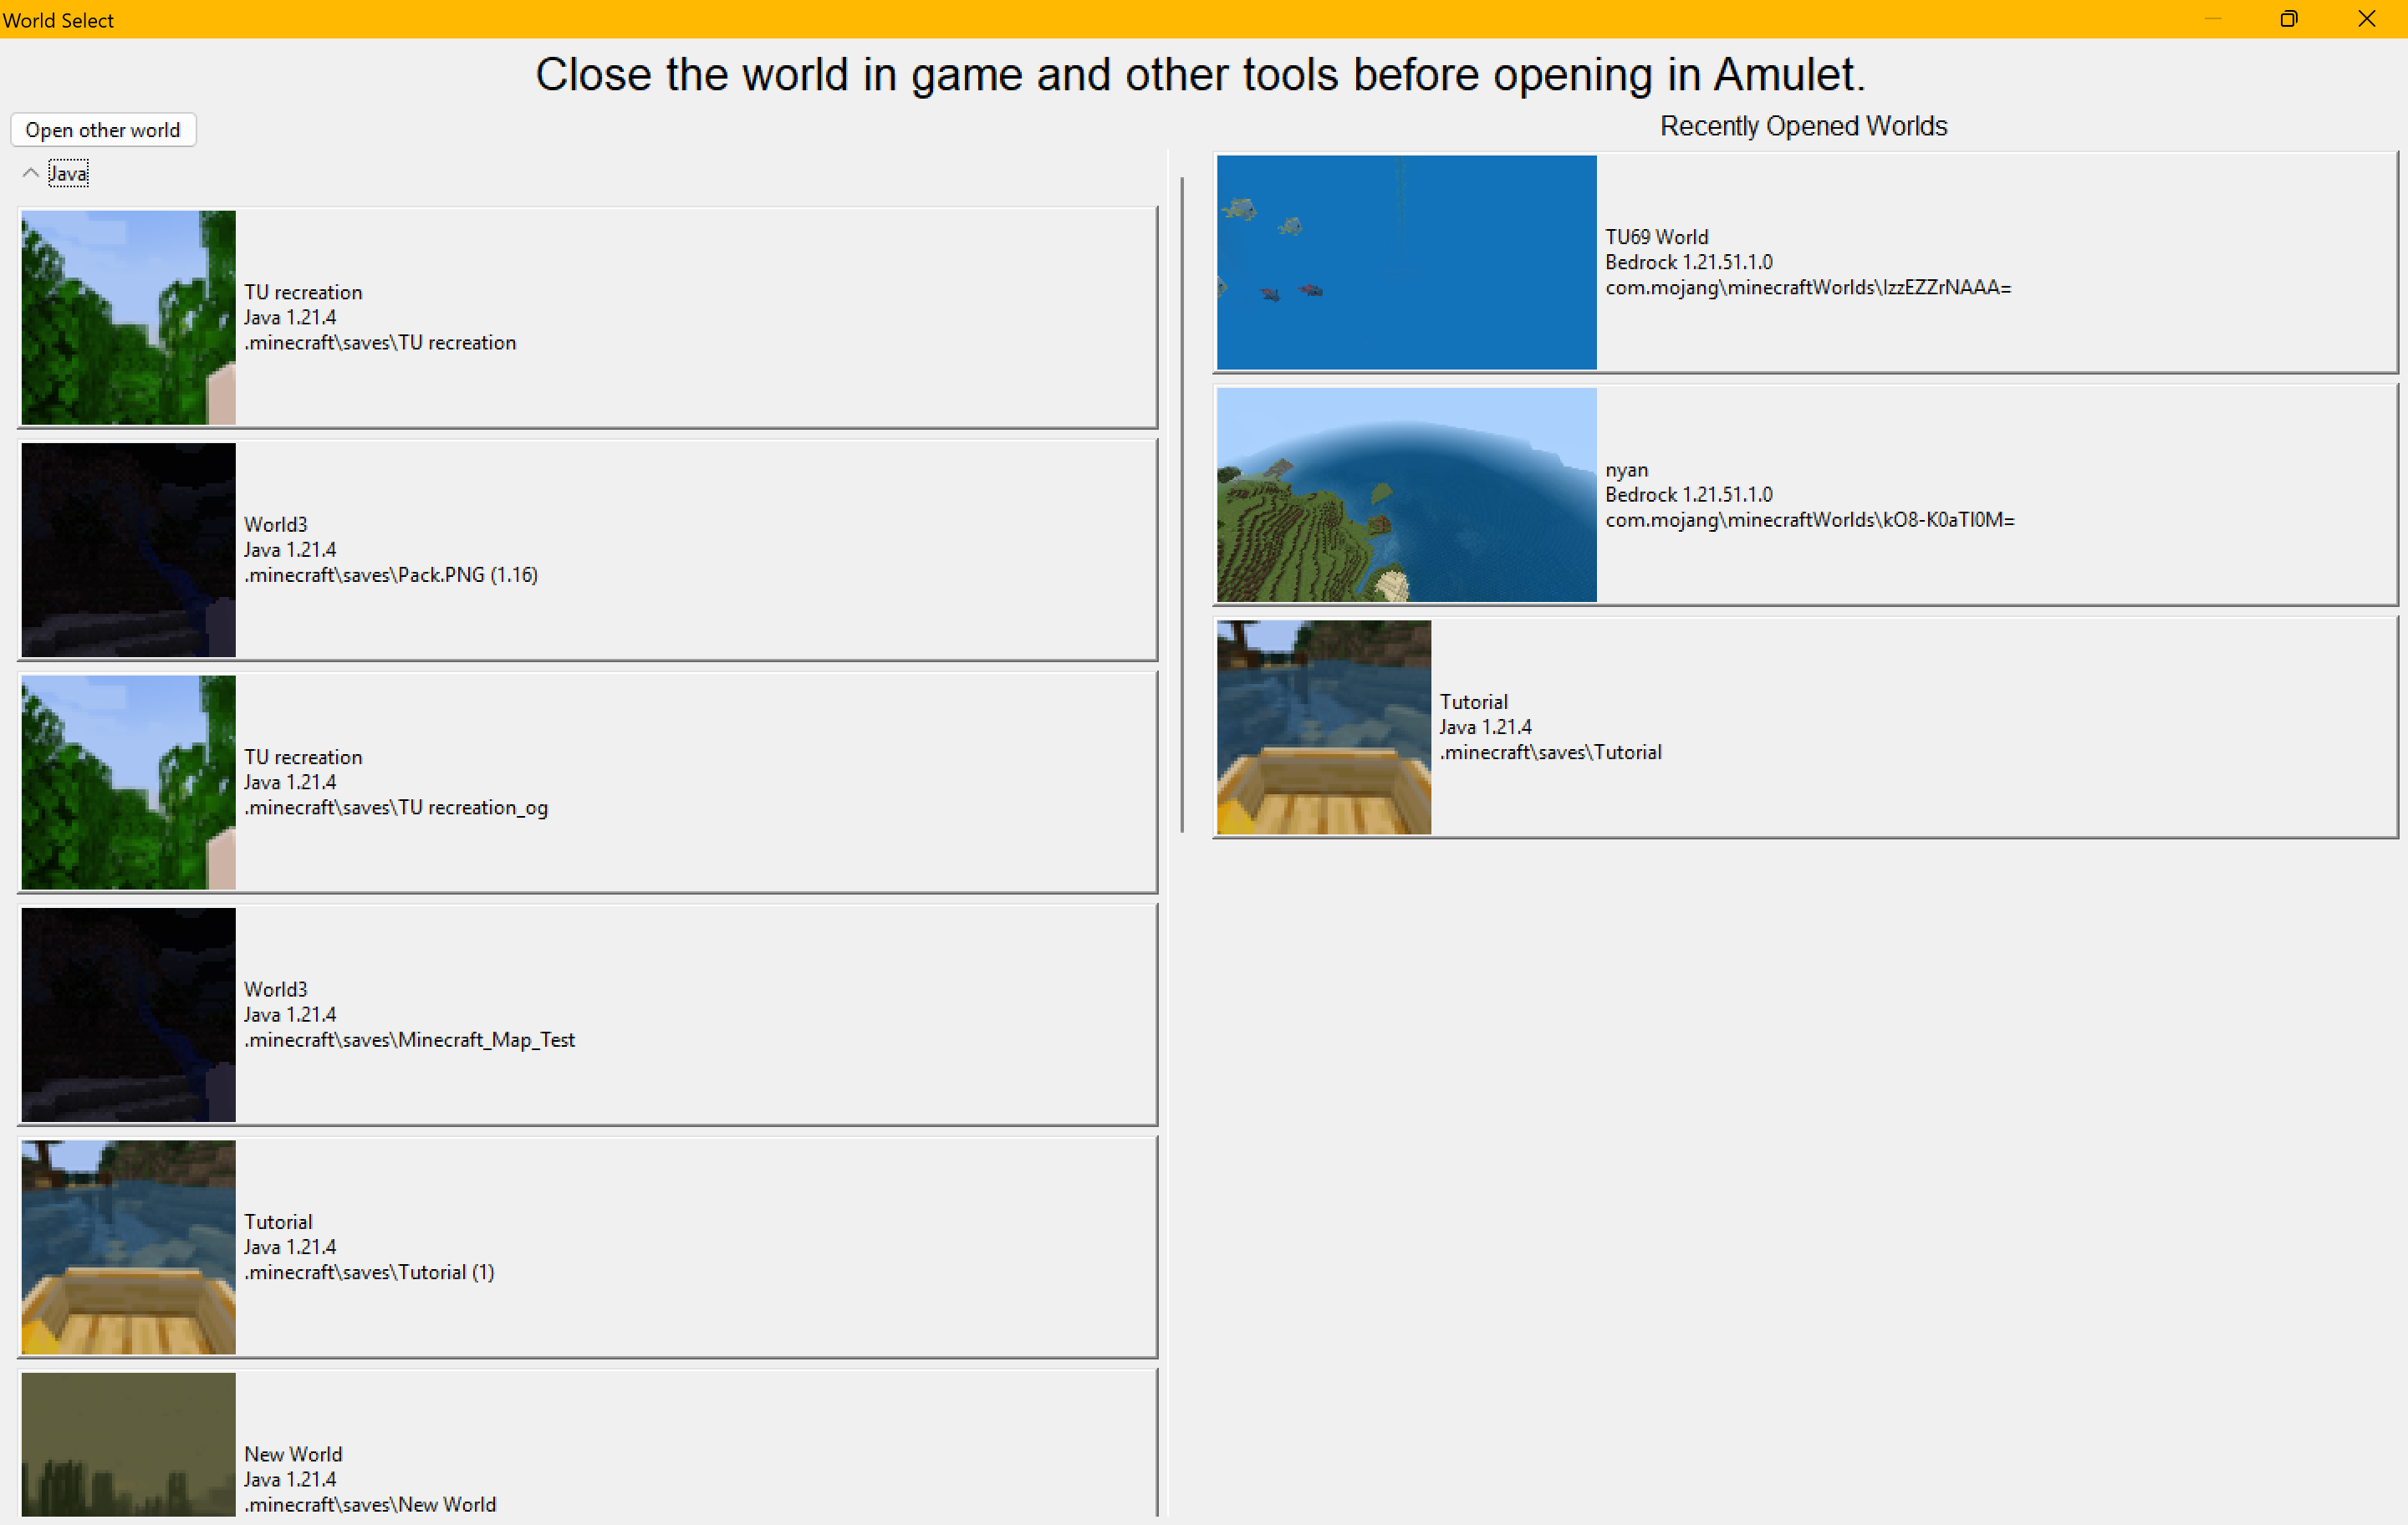 World Select
Close the world in game and other tools before opening in Amulet.
Open other world
Java
TU recreation
Java 1.21.4
.minecraft\saves\TU recreation
World3
Java 1.21.4
.minecraft\saves\Pack.PNG (1.16)
TU recreation
Java 1.21.4
.minecraft\saves\TU recreation_og
World3
Java 1.21.4
.minecraft\saves\Minecraft_Map_Test
Tutorial
Java 1.21.4
.minecraft\saves\Tutorial (1)
New World
Java 1.21.4
.minecraft\saves\New World
Recently Opened Worlds
TU69 World
Bedrock 1.21.51.1.0
com.mojang\minecraftWorlds\IzzEZZrNAAA=
nyan
Bedrock 1.21.51.1.0
com.mojang\minecraftWorlds\kO8-K0aTI0M=
Tutorial
Java 1.21.4
.minecraft\saves\Tutorial